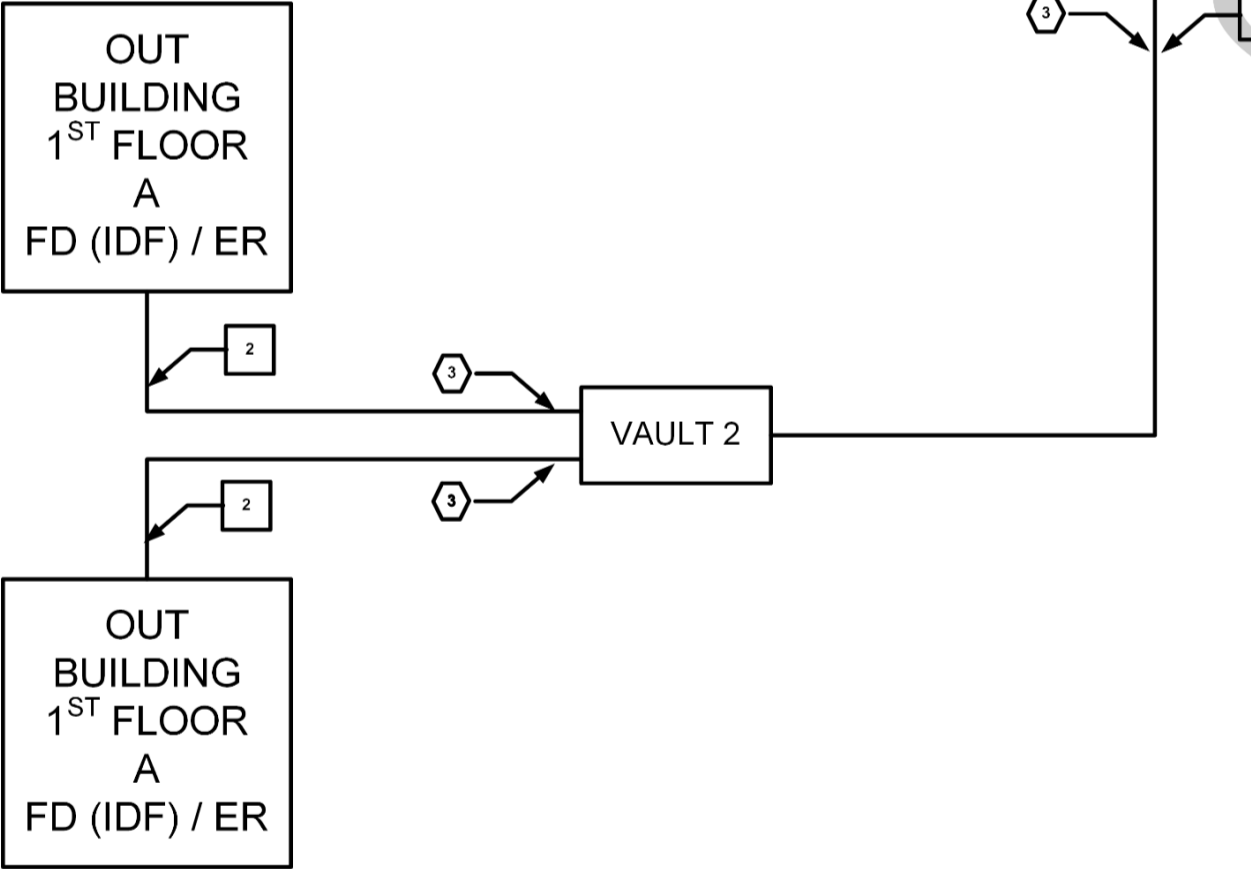 3
OUT
BUILDING
1ST FLOOR
A
FD (IDF) / ER
2
3
VAULT 2
2
3
OUT
BUILDING
1ST FLOOR
A
FD (IDF) / ER